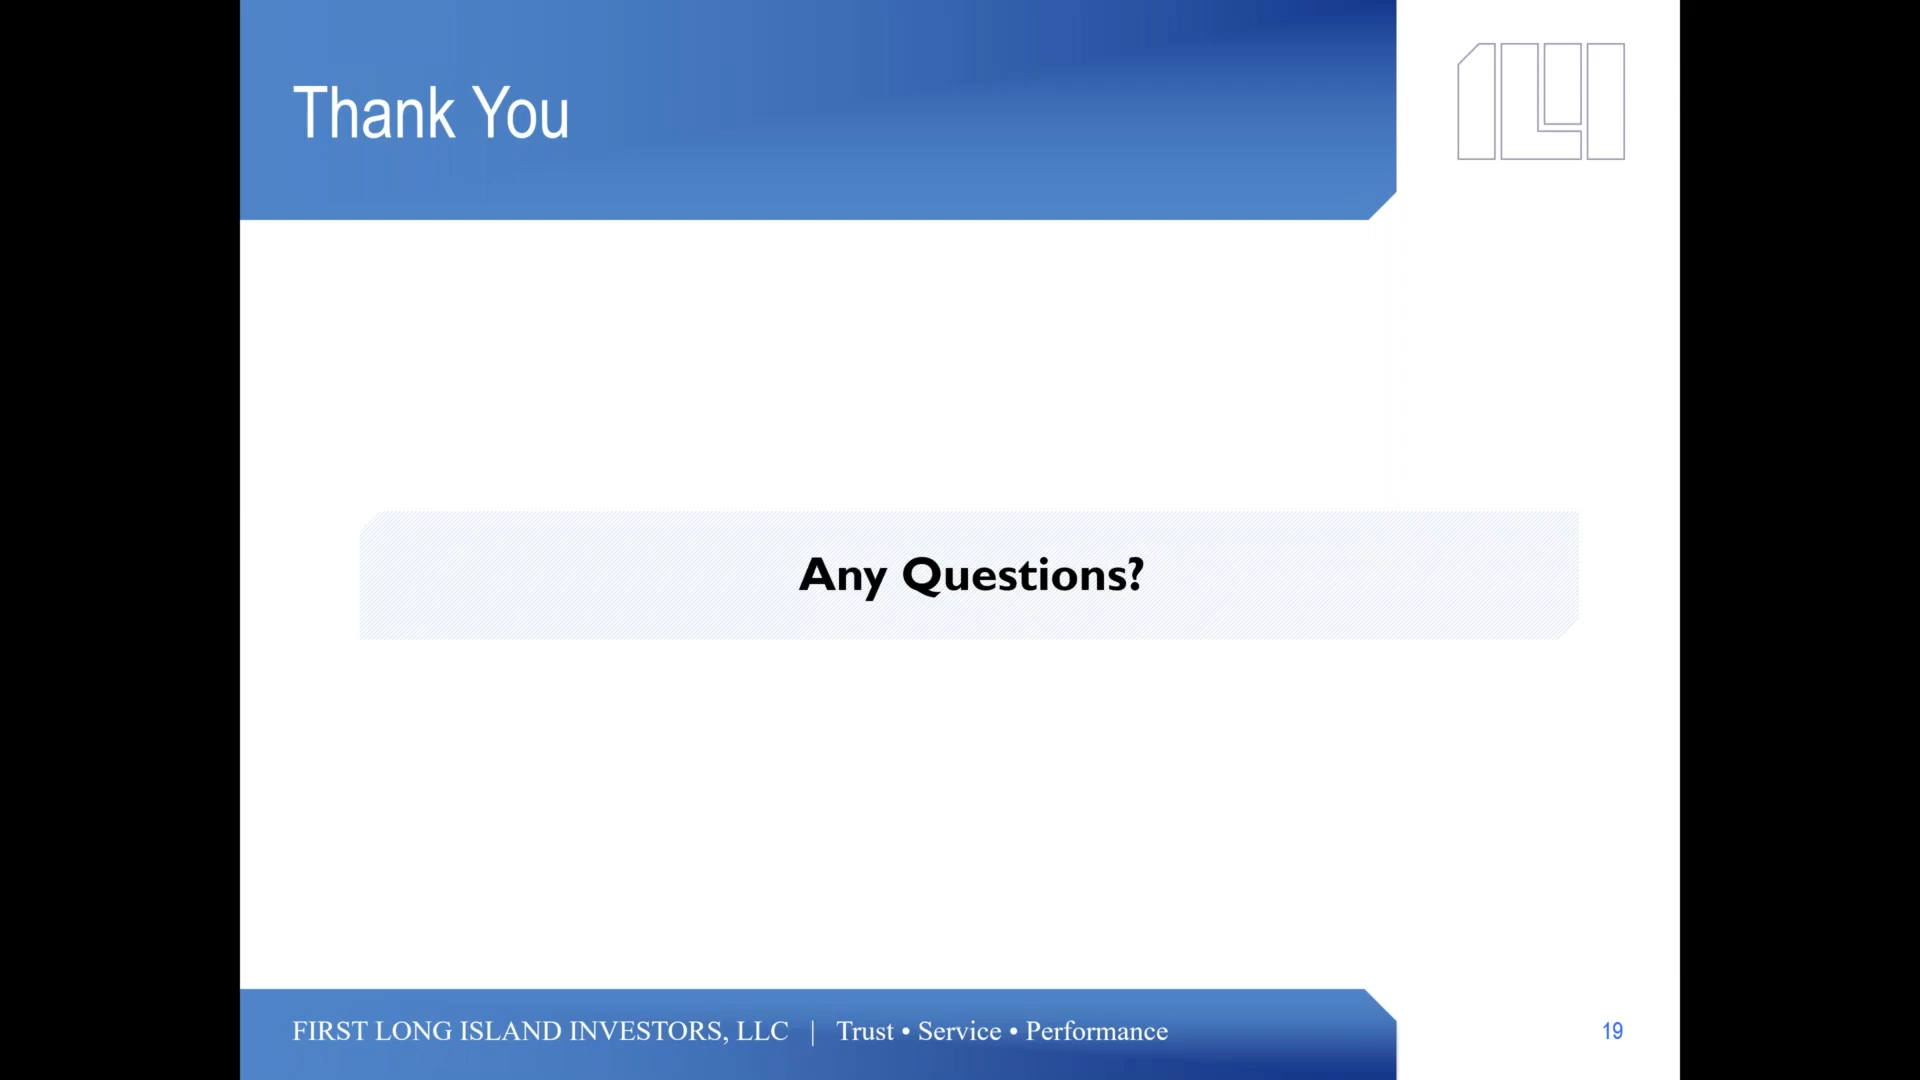 Thank You
Any Questions?
FIRST LONG ISLAND INVESTORS, LLC | Trust • Service • Performance
19